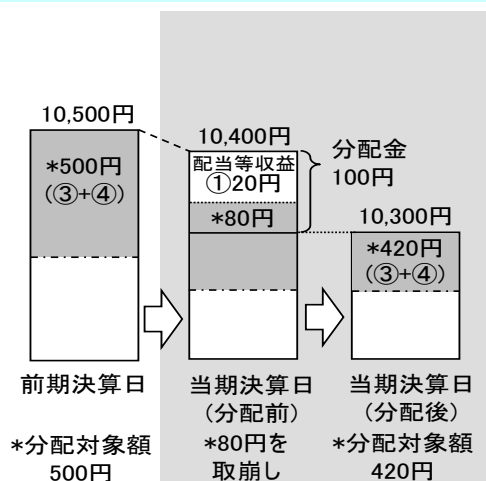 10,500円
*500円
(③+④)
10,400円
配当等収益
①20円
*80円
分配金
100円
10,300円
*420円
(③+④)
前期決算日
当期決算日
(分配前)
当期決算日
(分配後)
*分配対象額
500円
*80円を
取崩し
*分配対象額
420円